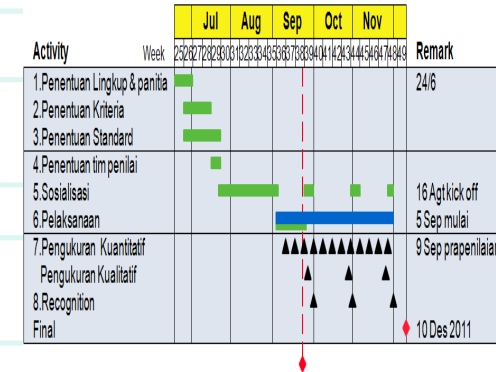 Jul Aug Sep Oct Nov
Activity Week 25 26 27 28 29 30 31 32 33 34 35 36 37 38 39 40 41 42 43 44 45 46 47 48 49 Remark
1.Penentuan Lingkup & panitia 24/6
2.Penentuan Kriteria
3.Penentuan Standard
4.Penentuan tim penilai
5.Sosialisasi 16 Agt kick off
6.Pelaksanaan 5 Sep mulai
7.Pengukuran Kuantitatif 9 Sep prapenilaian
Pengukuran Kualitatif
8.Recognition
Final 10 Des 2011